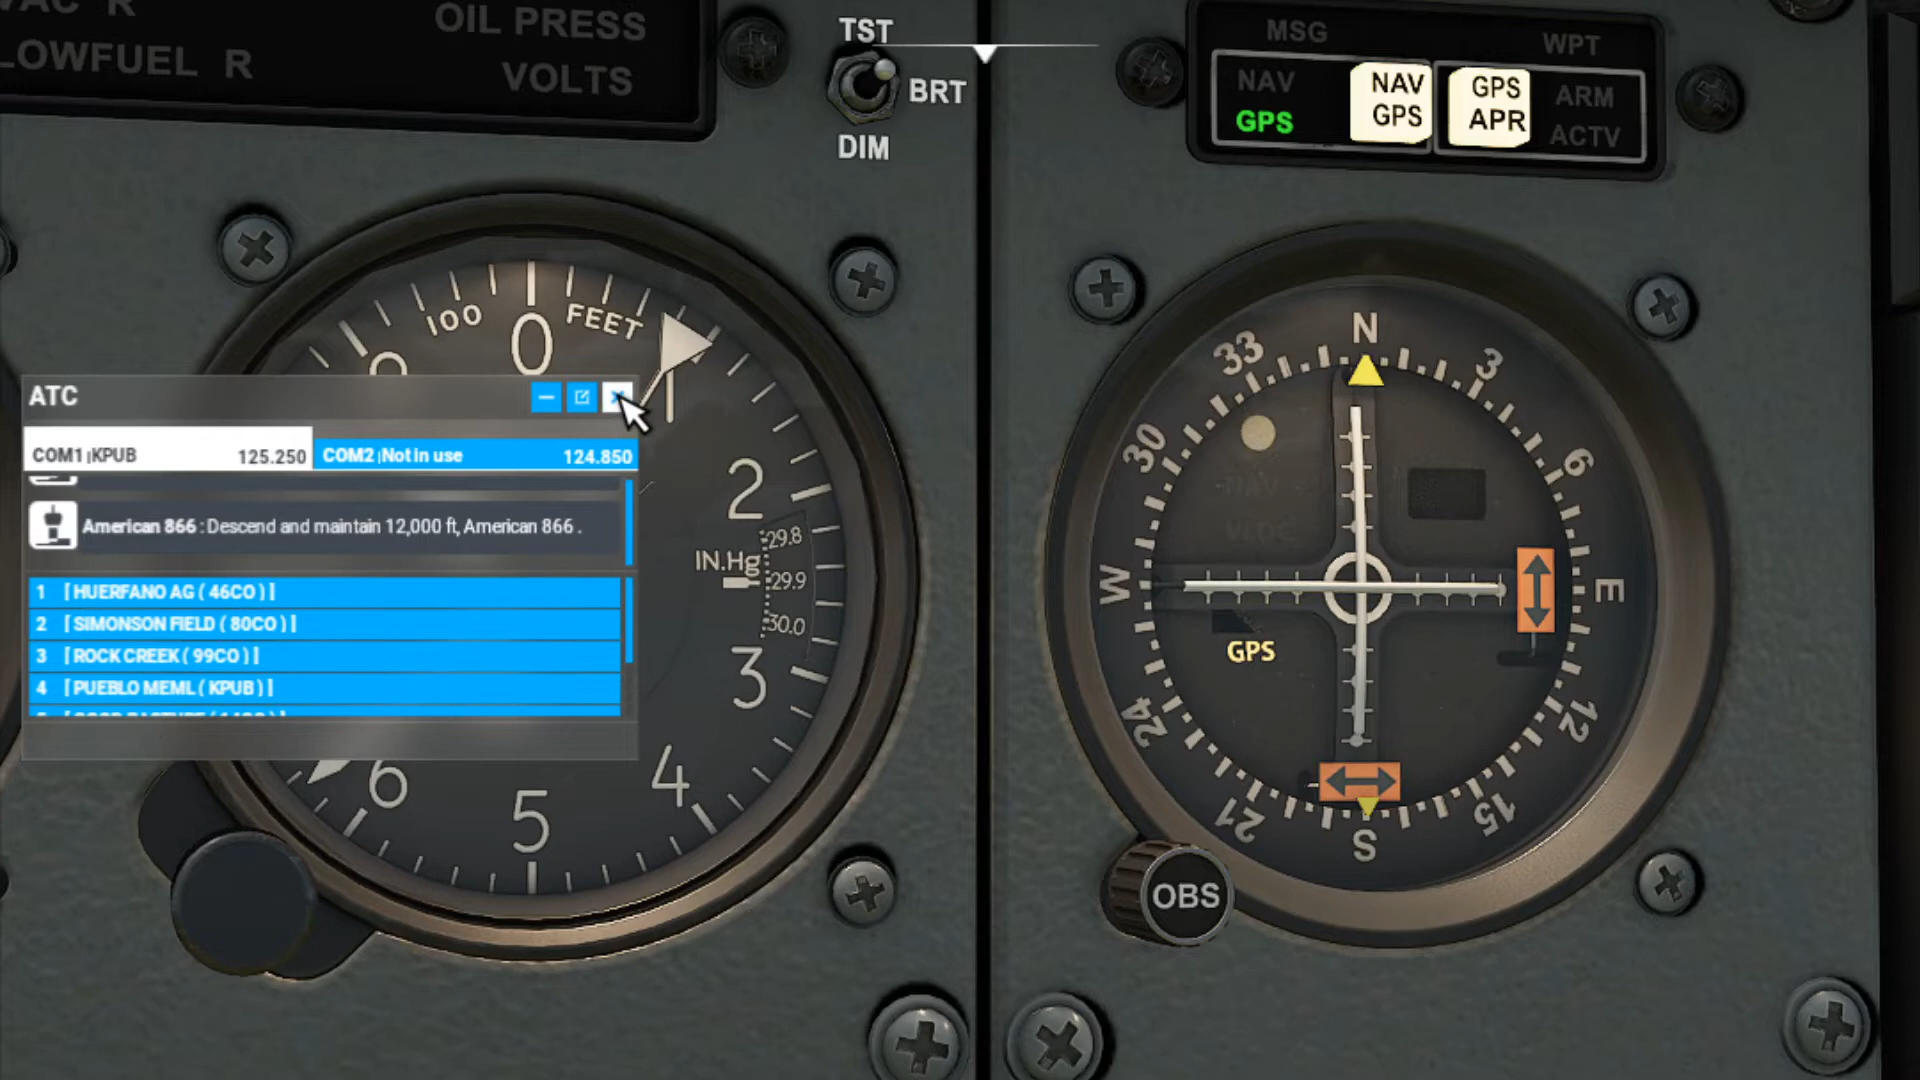 VAC R
LOWFUEL R
OIL PRESS
VOLTS
TST
BRT
DIM
MSG
WPT
NAV
GPS
NAV
GPS
GPS
APR
ARM
ACTV
100
0
FEET
1
2
IN.Hg
29.8
29.9
30.0
3
4
5
6
ATC
COM1 |KPUB 125.250
COM2 |Not in use 124.850
American 866 : Descend and maintain 12,000 ft, American 866 .
1 [ HUERFANO AG ( 46CO ) ]
2 [ SIMONSON FIELD ( 80CO ) ]
3 [ ROCK CREEK ( 99CO ) ]
4 [ PUEBLO MEML ( KPUB ) ]
N
3
6
E
12
15
S
21
24
W
30
33
NAV
VLOC
GPS
OBS